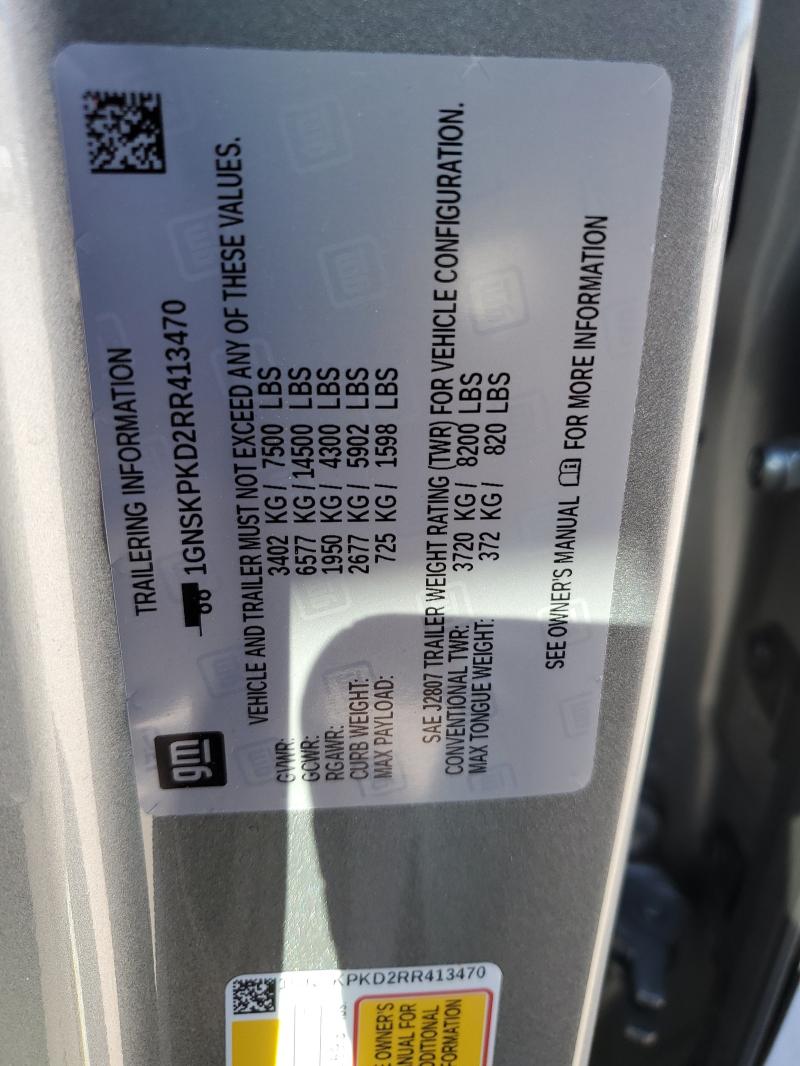 gm
TRAILERING INFORMATION
1GNSKPKD2RR413470
VEHICLE AND TRAILER MUST NOT EXCEED ANY OF THESE VALUES.
GVWR: 3402 KG / 7500 LBS
GCWR: 6577 KG / 14500 LBS
RGAWR: 1950 KG / 4300 LBS
CURB WEIGHT: 2677 KG / 5902 LBS
MAX PAYLOAD: 725 KG / 1598 LBS
SAE J2807 TRAILER WEIGHT RATING (TWR) FOR VEHICLE CONFIGURATION.
CONVENTIONAL TWR: 3720 KG / 8200 LBS
MAX TONGUE WEIGHT: 372 KG / 820 LBS
SEE OWNER'S MANUAL FOR MORE INFORMATION
KPKD2RR413470
E OWNER'S
NUAL FOR
DDITIONAL
FORMATION